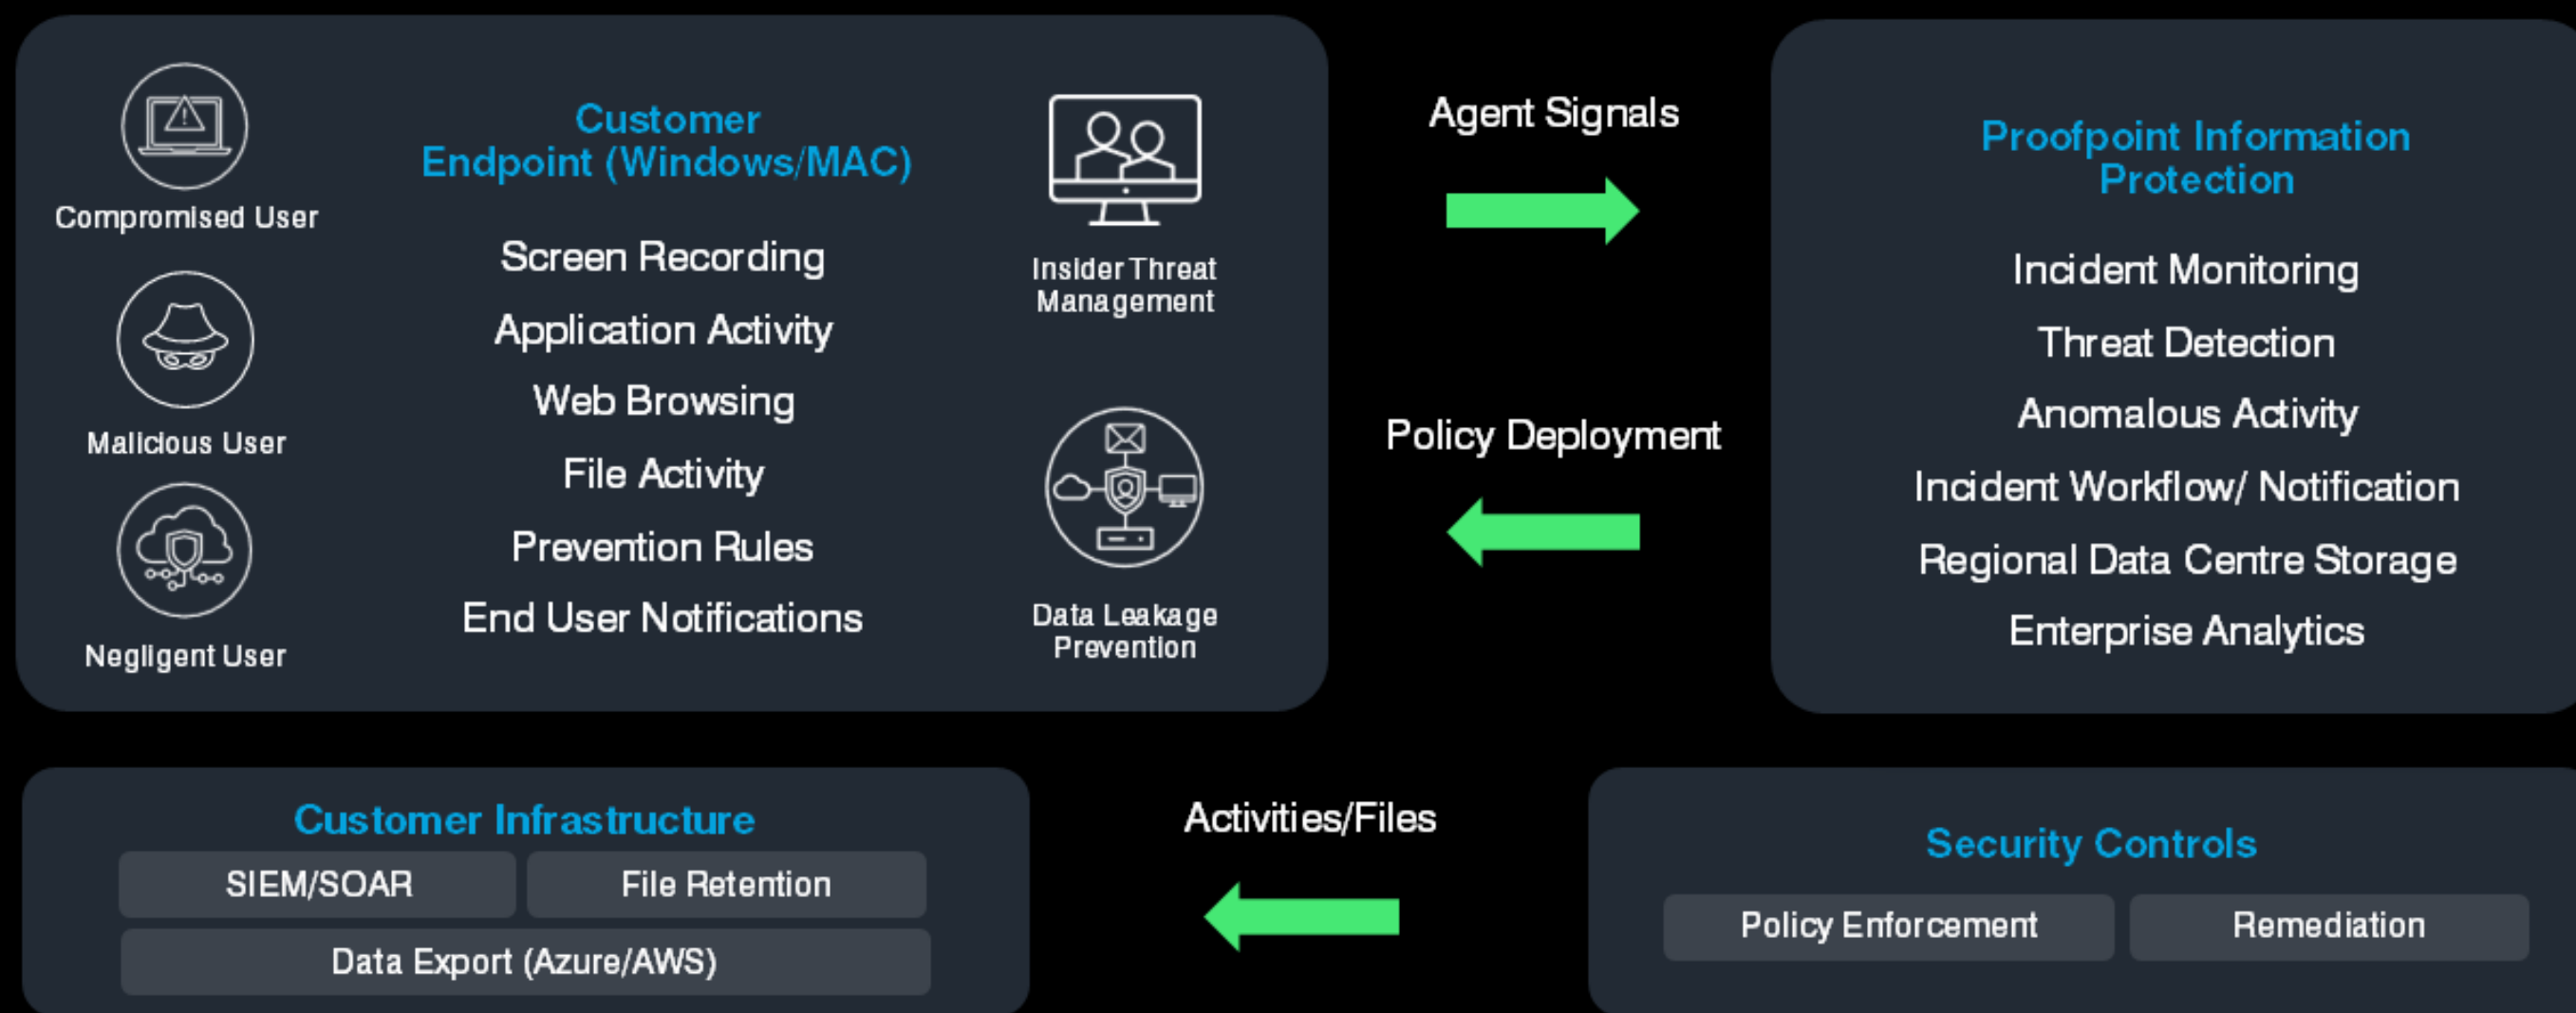 Compromised User
Malicious User
Negligent User
Customer
Endpoint (Windows/MAC)
Screen Recording
Application Activity
Web Browsing
File Activity
Prevention Rules
End User Notifications
Insider Threat
Management
Data Leakage
Prevention
Agent Signals
Policy Deployment
Proofpoint Information
Protection
Incident Monitoring
Threat Detection
Anomalous Activity
Incident Workflow/ Notification
Regional Data Centre Storage
Enterprise Analytics
Customer Infrastructure
SIEM/SOAR
File Retention
Data Export (Azure/AWS)
Activities/Files
Security Controls
Policy Enforcement
Remediation